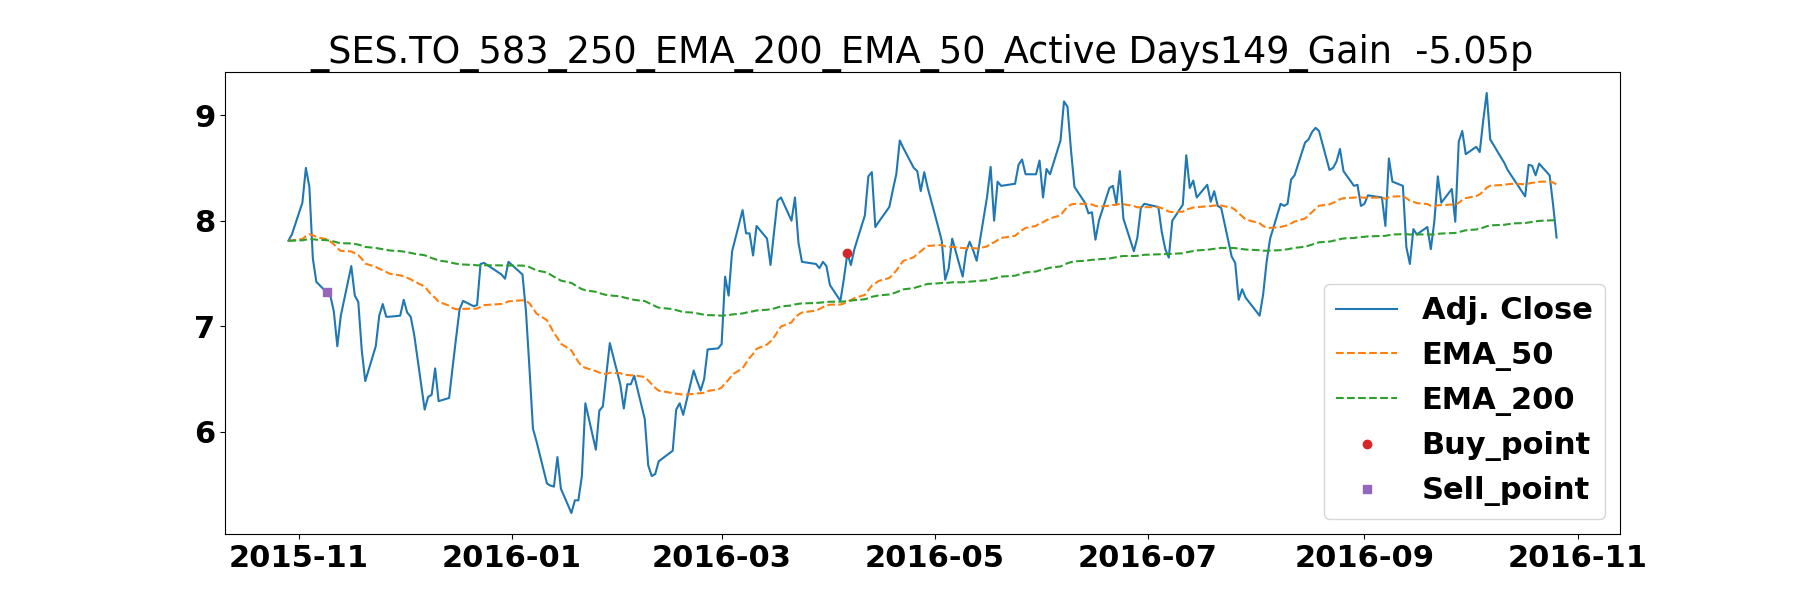 _SES.TO_583_250_EMA_200_EMA_50_Active Days149_Gain  -5.05p
9
8
7
6
Adj. Close
EMA_50
EMA_200
Buy_point
Sell_point
2015-11 2016-01 2016-03 2016-05 2016-07 2016-09 2016-11